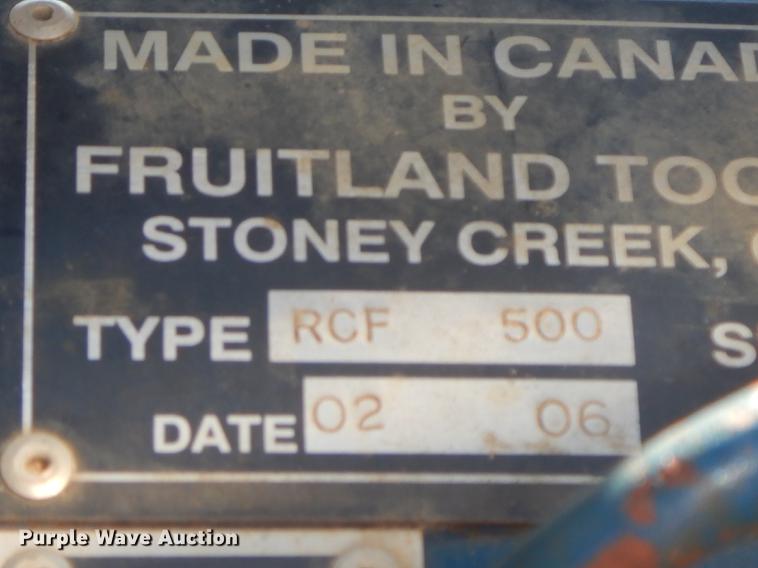 MADE IN CANAD
BY
FRUITLAND TOO
STONEY CREEK,
TYPE RCF 500 S
DATE 02 06
Purple Wave Auction